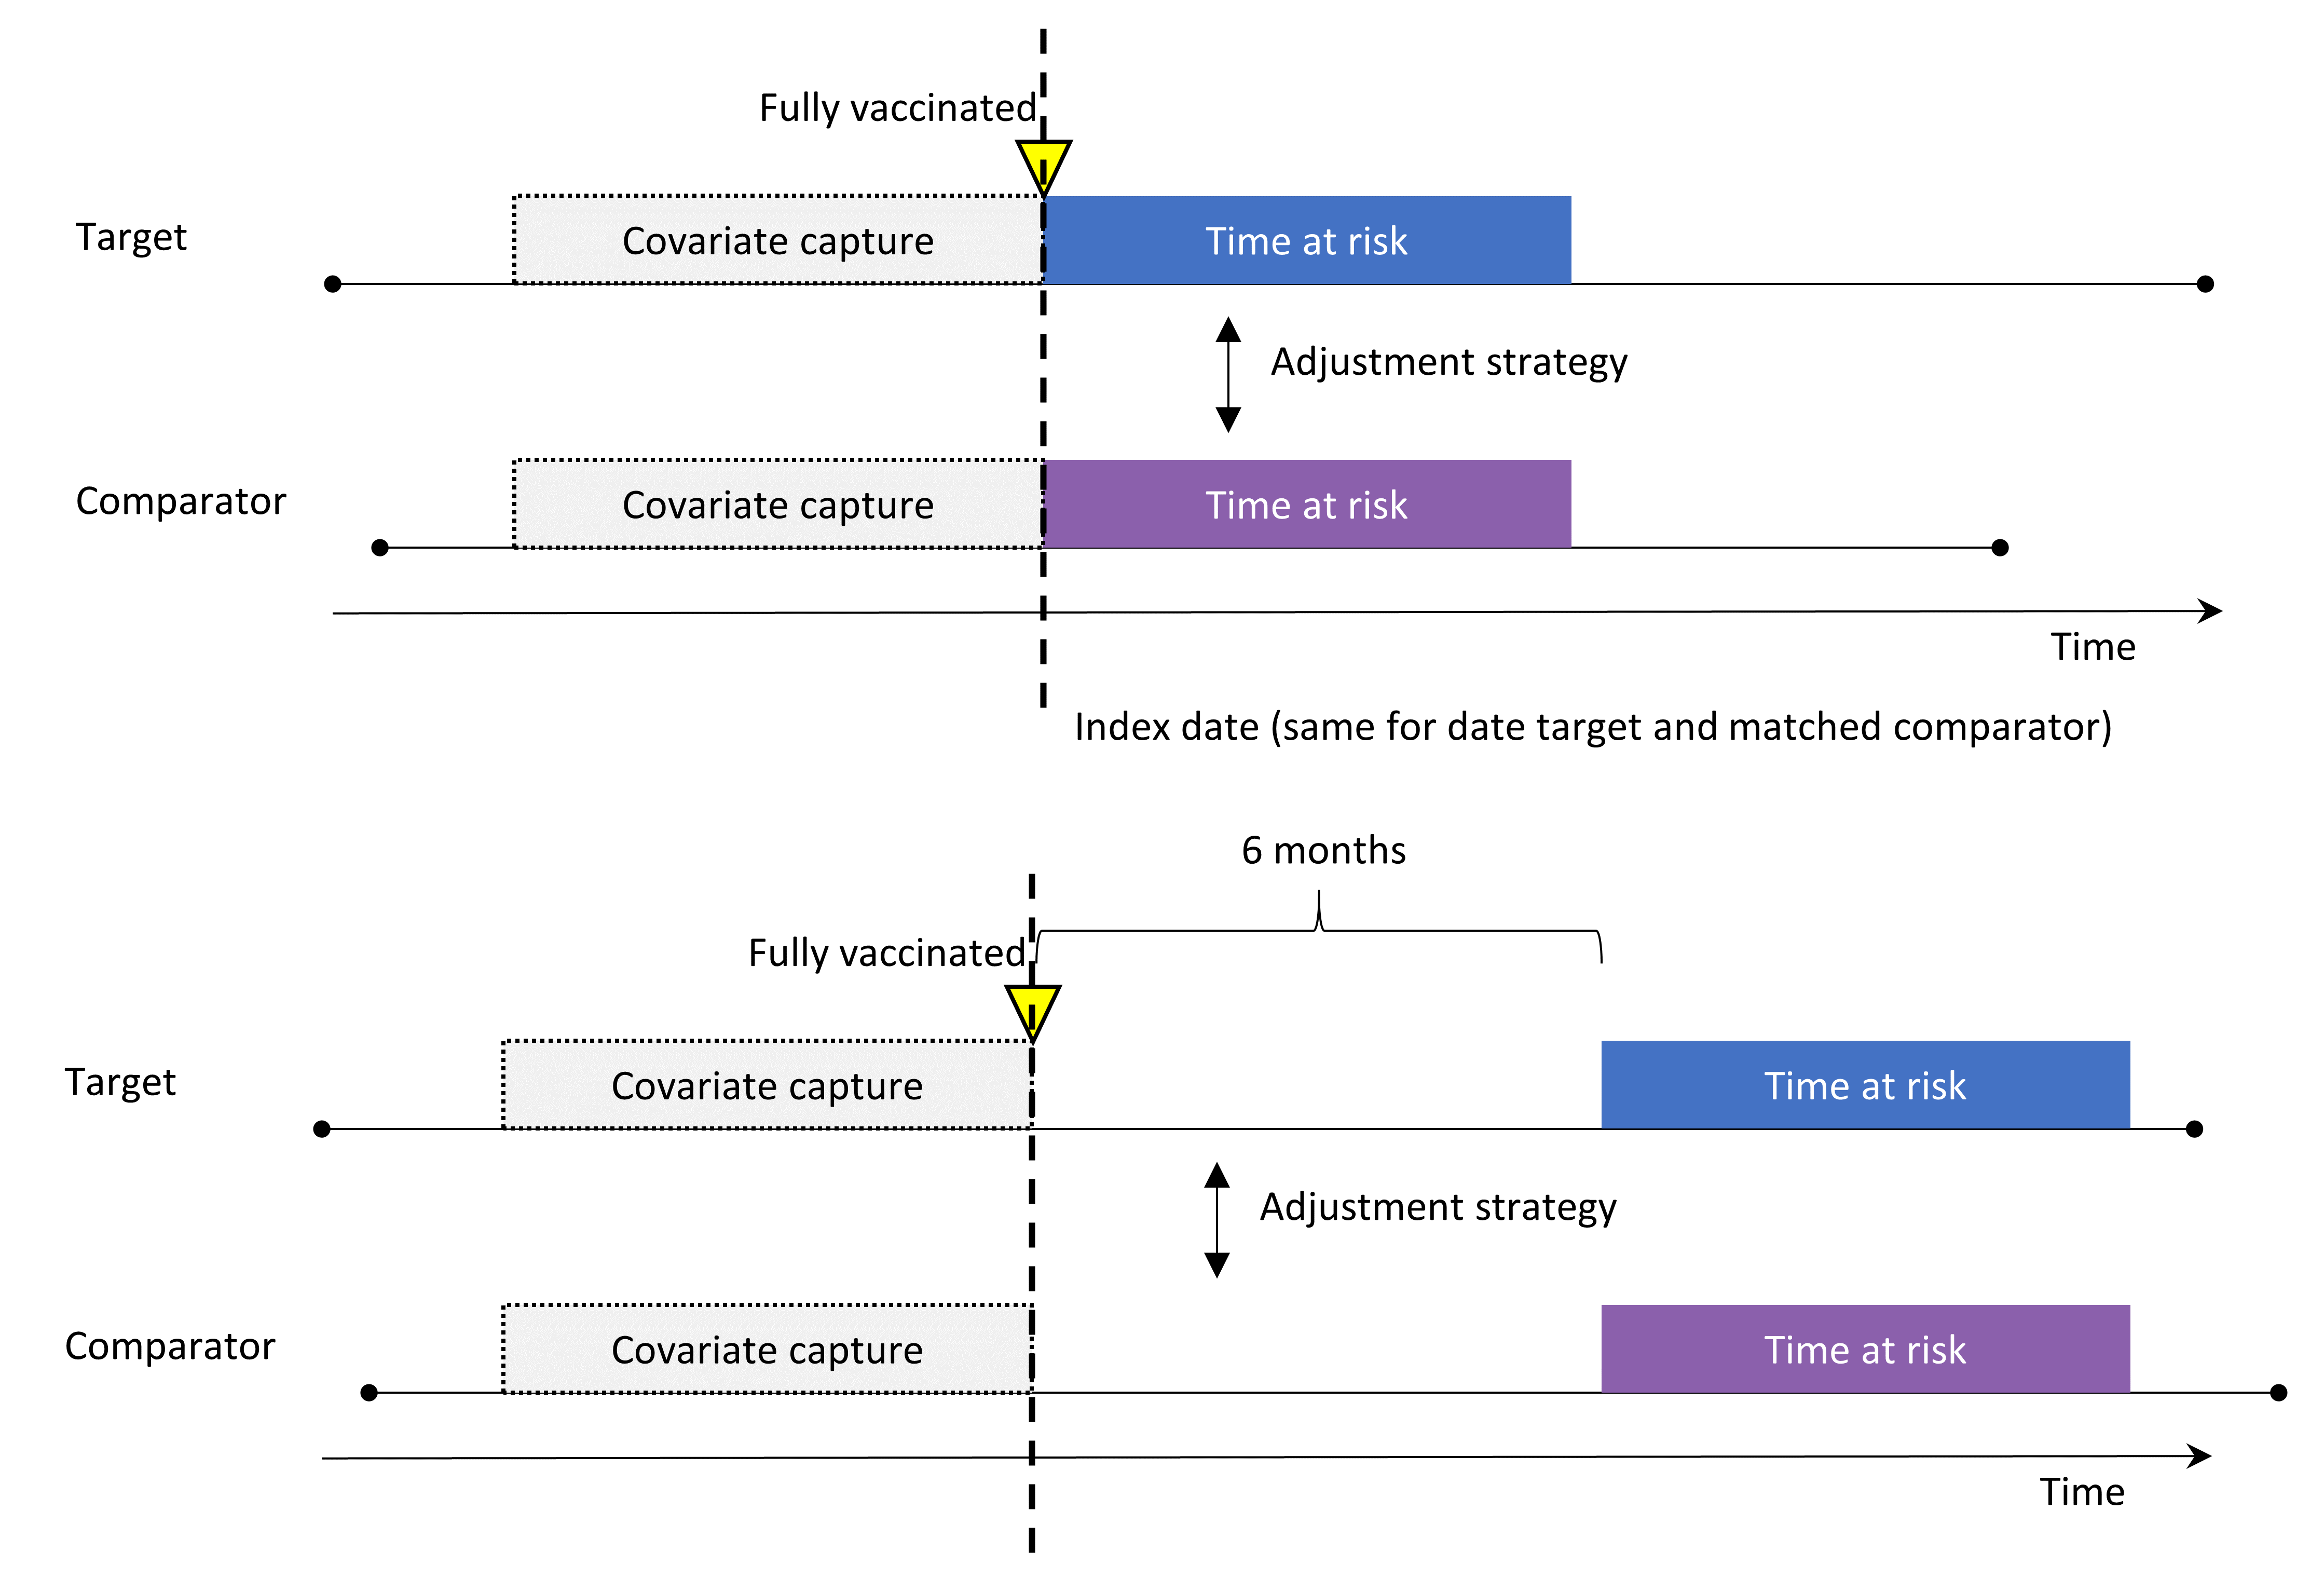 Fully vaccinated
Target
Covariate capture
Time at risk
Adjustment strategy
Comparator
Covariate capture
Time at risk
Time
Index date (same for date target and matched comparator)
6 months
Fully vaccinated
Target
Covariate capture
Time at risk
Adjustment strategy
Comparator
Covariate capture
Time at risk
Time